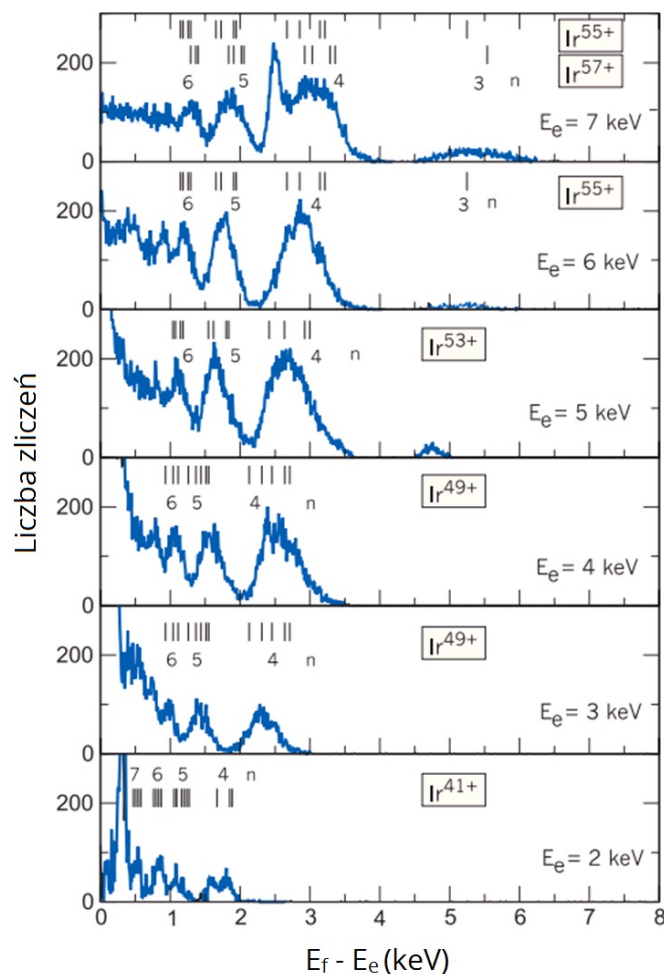 Liczba zliczeń
200
0
6 5 4 3 n
Ir55+
Ir57+
Ee = 7 keV
200
0
6 5 4 3 n
Ir55+
Ee = 6 keV
200
0
6 5 4 n
Ir53+
Ee = 5 keV
200
0
6 5 4 n
Ir49+
Ee = 4 keV
200
0
6 5 4 n
Ir49+
Ee = 3 keV
200
0
7 6 5 4 n
Ir41+
Ee = 2 keV
0 1 2 3 4 5 6 7 8
Ef - Ee (keV)